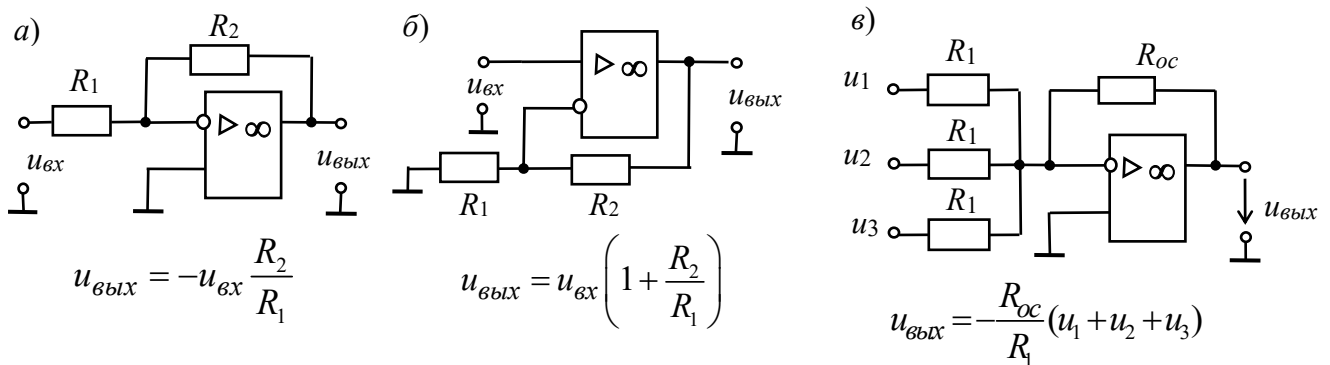 а)
R₁
R₂
▷ ∞
uвх
uвых
uвых = −uвх R₂/R₁
б)
uвх
▷ ∞
uвых
R₁
R₂
uвых = uвх (1 + R₂/R₁)
в)
u1
R₁
u2
R₁
u3
R₁
Rос
▷ ∞
uвых
uвых = −Rос/R₁ (u₁ + u₂ + u₃)